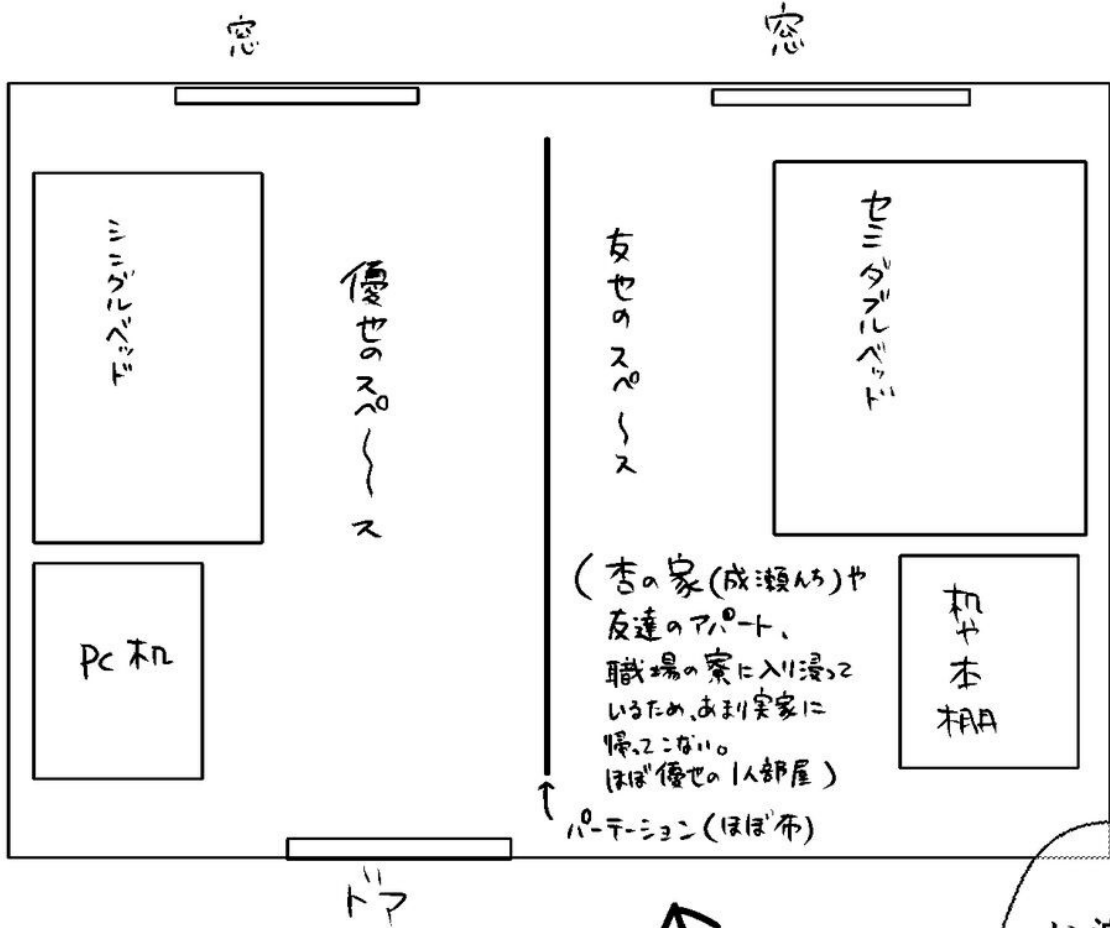 窓
窓
シングルベッド
優也のスペ〜ス
友也のスペ〜ス
セミダブルベッド
(杏の家(成瀬んち)や
友達のアパート、
職場の寮に入り浸って
いるため、あまり実家に
帰ってこない。
ほぼ優也の1人部屋)
PC机
机や本棚
↑パーテーション(ほぼ布)
ドア